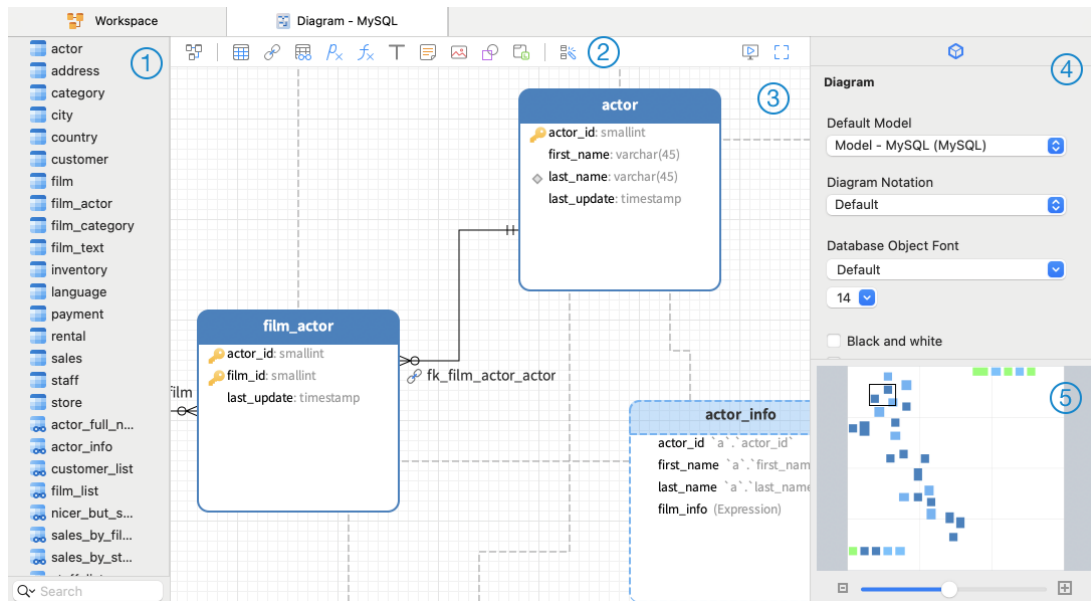 Workspace
Diagram - MySQL
actor
address
category
city
country
customer
film
film_actor
film_category
film_text
inventory
language
payment
rental
sales
staff
store
actor_full_n...
actor_info
customer_list
film_list
nicer_but_s...
sales_by_fil...
sales_by_st...
Search
1
2
3
actor
actor_id: smallint
first_name: varchar(45)
last_name: varchar(45)
last_update: timestamp
film_actor
actor_id: smallint
film_id: smallint
last_update: timestamp
film
fk_film_actor_actor
actor_info
actor_id `a`.`actor_id`
first_name `a`.`first_nam
last_name `a`.`last_name
film_info (Expression)
4
Diagram
Default Model
Model - MySQL (MySQL)
Diagram Notation
Default
Database Object Font
Default
14
Black and white
5